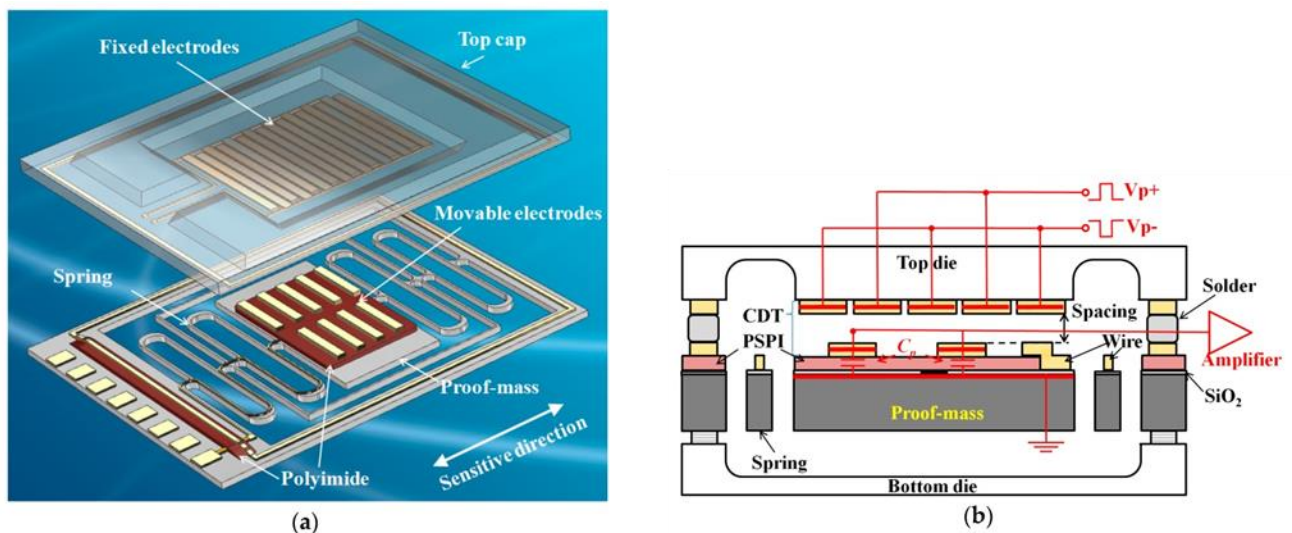 Fixed electrodes
Top cap
Movable electrodes
Spring
Proof-mass
Sensitive direction
Polyimide
(a)
Vp+
Vp-
Top die
Solder
CDT
Spacing
PSPI
Cp
Wire
Amplifier
SiO2
Proof-mass
Spring
Bottom die
(b)